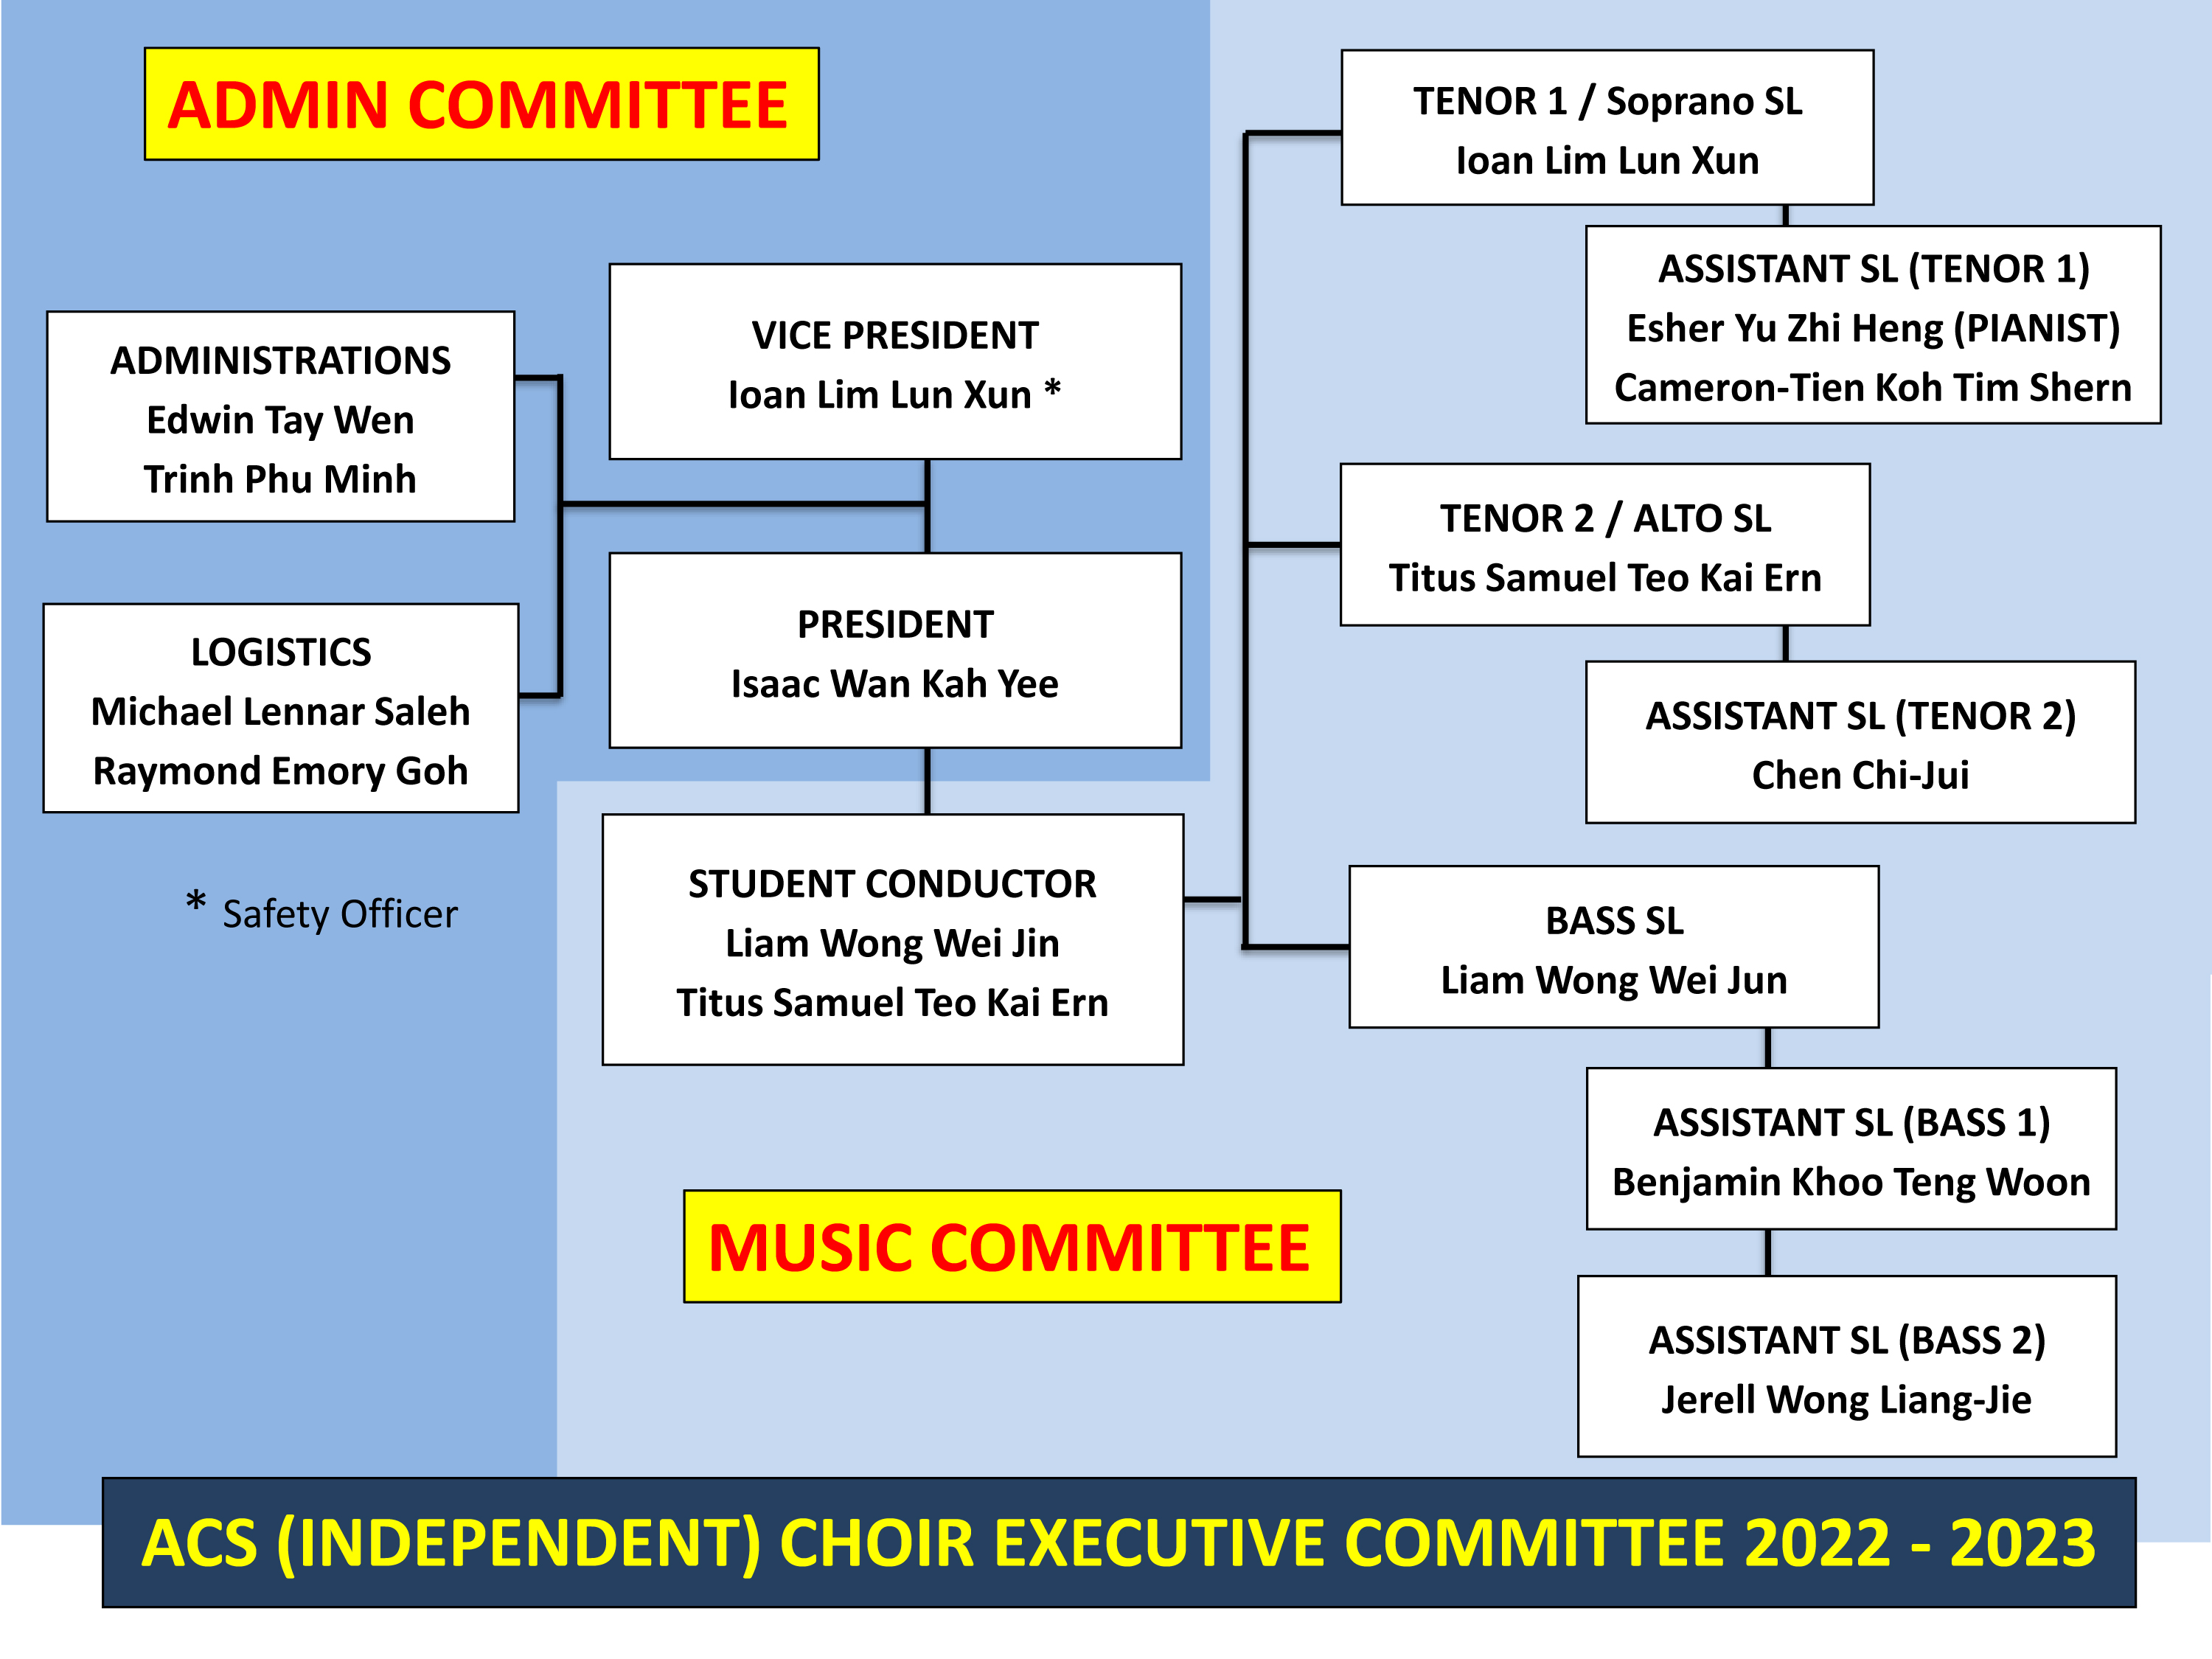 ADMIN COMMITTEE
VICE PRESIDENT
Ioan Lim Lun Xun *
ADMINISTRATIONS
Edwin Tay Wen
Trinh Phu Minh
PRESIDENT
Isaac Wan Kah Yee
LOGISTICS
Michael Lennar Saleh
Raymond Emory Goh
* Safety Officer
STUDENT CONDUCTOR
Liam Wong Wei Jin
Titus Samuel Teo Kai Ern
TENOR 1 / Soprano SL
Ioan Lim Lun Xun
ASSISTANT SL (TENOR 1)
Esher Yu Zhi Heng (PIANIST)
Cameron-Tien Koh Tim Shern
TENOR 2 / ALTO SL
Titus Samuel Teo Kai Ern
ASSISTANT SL (TENOR 2)
Chen Chi-Jui
BASS SL
Liam Wong Wei Jun
ASSISTANT SL (BASS 1)
Benjamin Khoo Teng Woon
ASSISTANT SL (BASS 2)
Jerell Wong Liang-Jie
MUSIC COMMITTEE
ACS (INDEPENDENT) CHOIR EXECUTIVE COMMITTEE 2022 - 2023